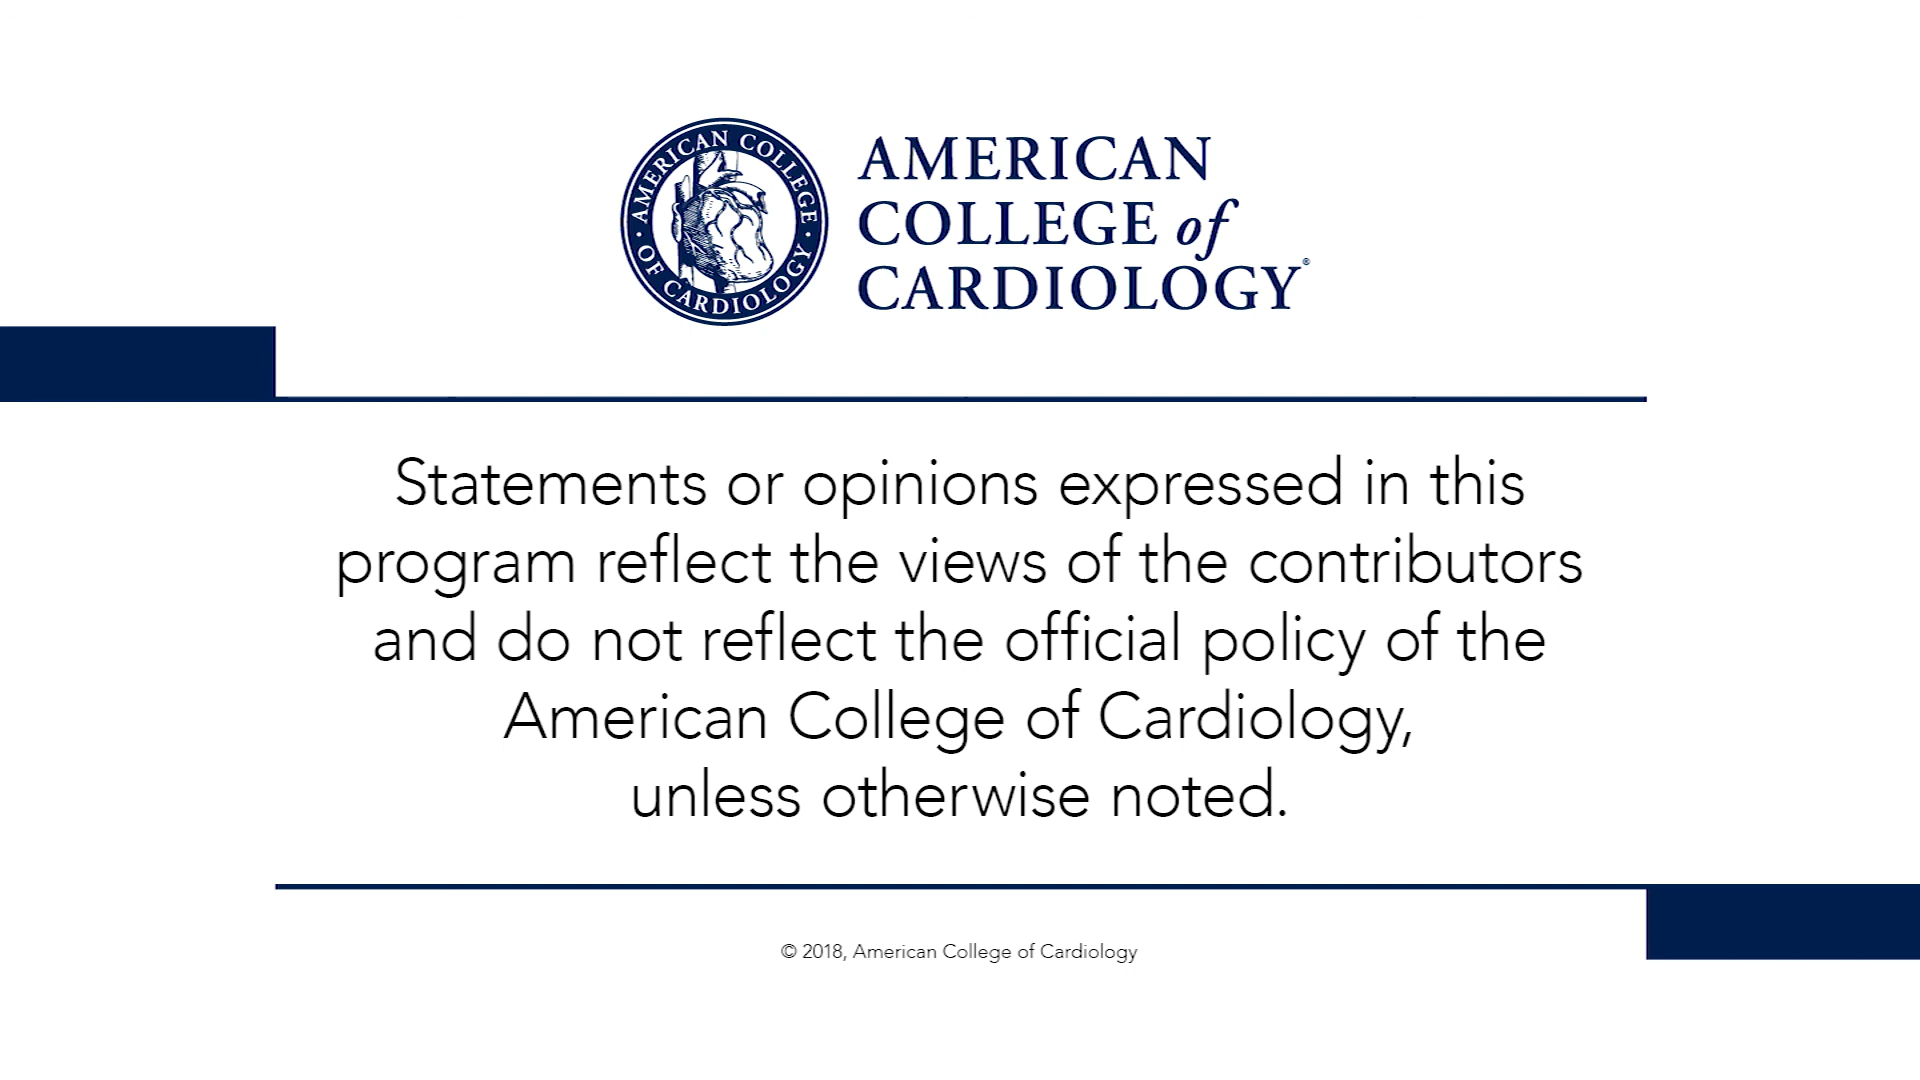 AMERICAN COLLEGE
· OF CARDIOLOGY ·
AMERICAN
COLLEGE of
CARDIOLOGY®
Statements or opinions expressed in this
program reflect the views of the contributors
and do not reflect the official policy of the
American College of Cardiology,
unless otherwise noted.
© 2018, American College of Cardiology